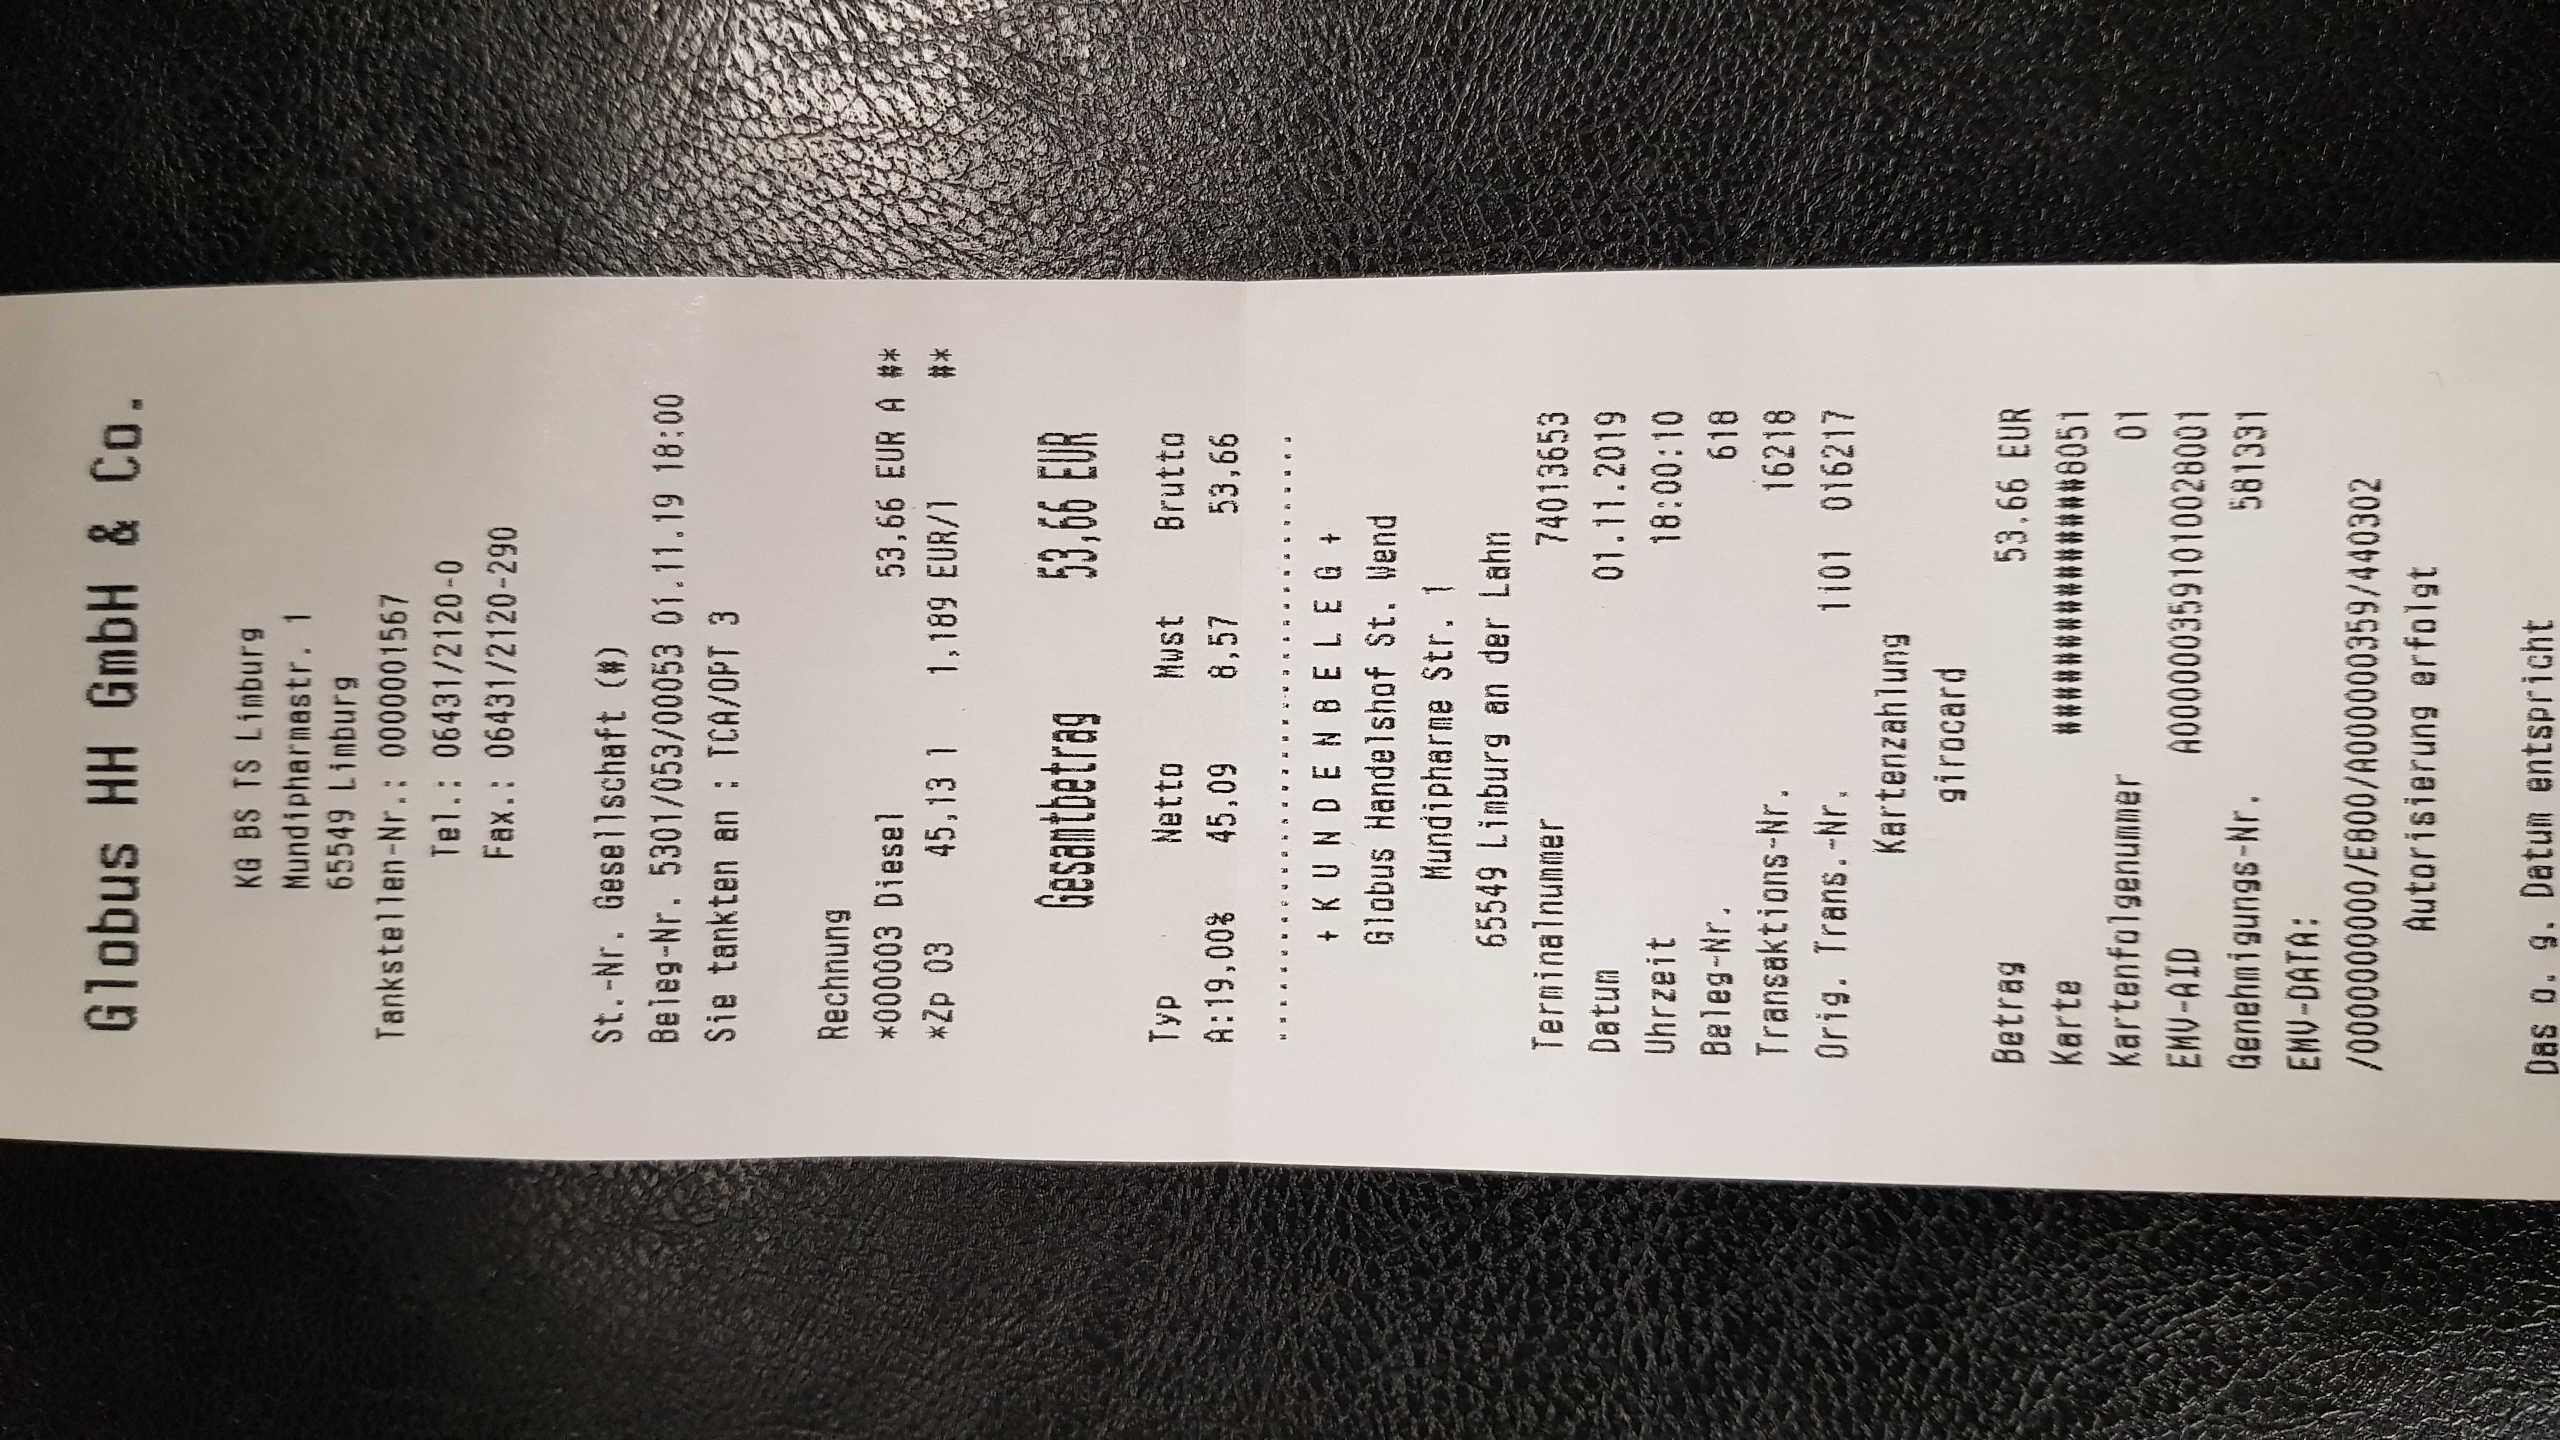 Globus HH GmbH & Co.
KG BS TS Limburg
Mundipharmastr. 1
65549 Limburg
Tankstellen-Nr.: 0000001567
Tel.: 06431/2120-0
Fax.: 06431/2120-290
St.-Nr. Gesellschaft (#)
Beleg-Nr. 5301/053/00053 01.11.19 18:00
Sie tankten an : TCA/OPT 3
Rechnung
*000003 Diesel 53,66 EUR A #*
*Zp 03 45,13 l 1,189 EUR/l #*
Gesamtbetrag 53,66 EUR
Typ Netto Mwst Brutto
A:19,00% 45,09 8,57 53,66
+ K U N D E N B E L E G +
Globus Handelshof St. Wend
Mundipharme Str. 1
65549 Limburg an der Lahn
Terminalnummer 74013653
Datum 01.11.2019
Uhrzeit 18:00:10
Beleg-Nr. 618
Transaktions-Nr. 16218
Orig. Trans.-Nr. 1101 016217
Kartenzahlung
girocard
Betrag 53.66 EUR
Karte ###############8051
Kartenfolgenummer 01
EMV-AID A0000003591010028001
Genehmigungs-Nr. 581331
EMV-DATA:
/0000000000/E800/A000000359/440302
Autorisierung erfolgt
Das o. g. Datum entspricht